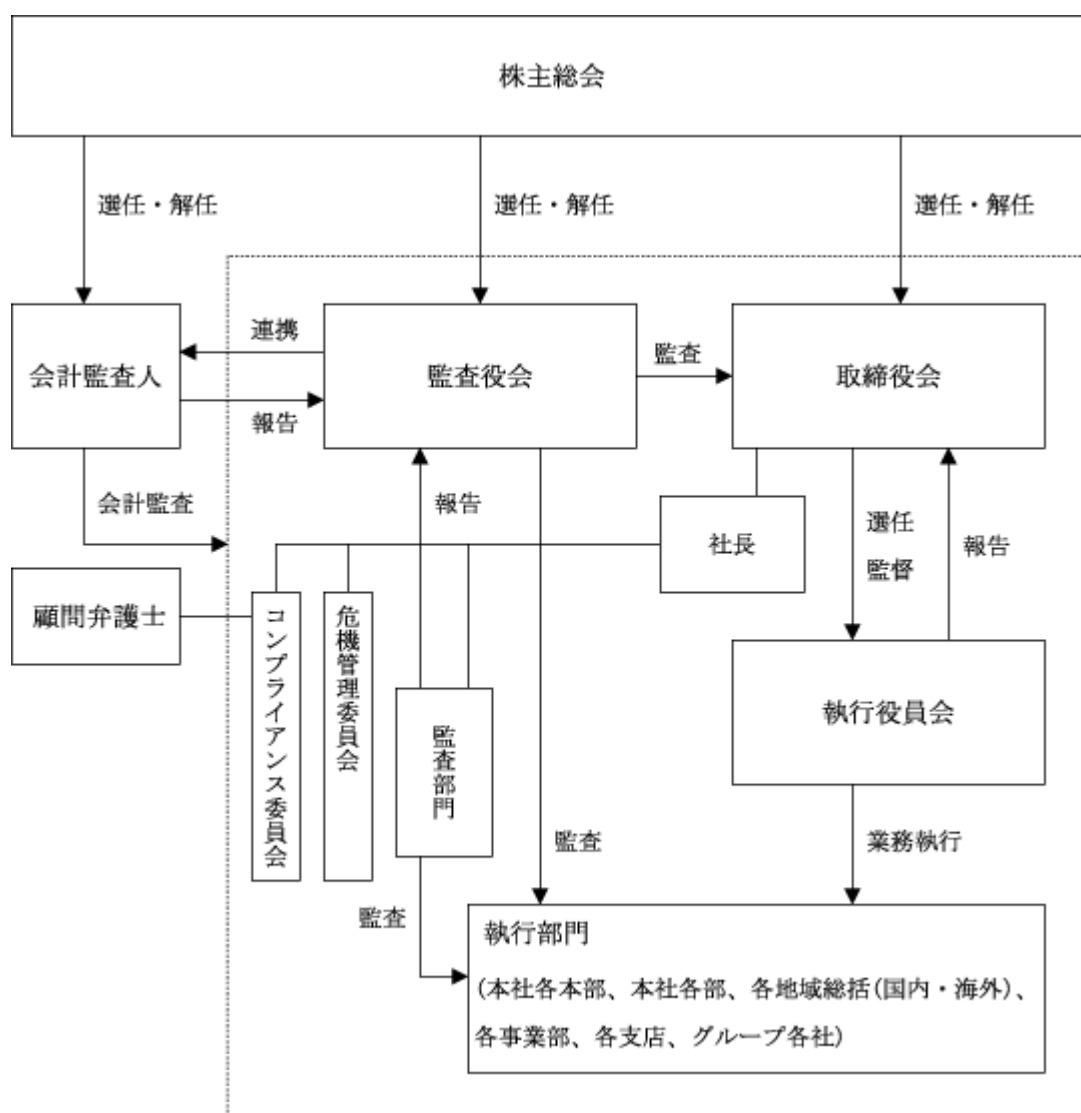 株主総会
選任・解任
選任・解任
選任・解任
会計監査人
連携
報告
監査役会
監査
取締役会
会計監査
報告
社長
選任
監督
報告
顧問弁護士
コンプライアンス委員会
危機管理委員会
監査部門
執行役員会
監査
監査
業務執行
執行部門
(本社各本部、本社各部、各地域総括(国内・海外)、
各事業部、各支店、グループ各社)